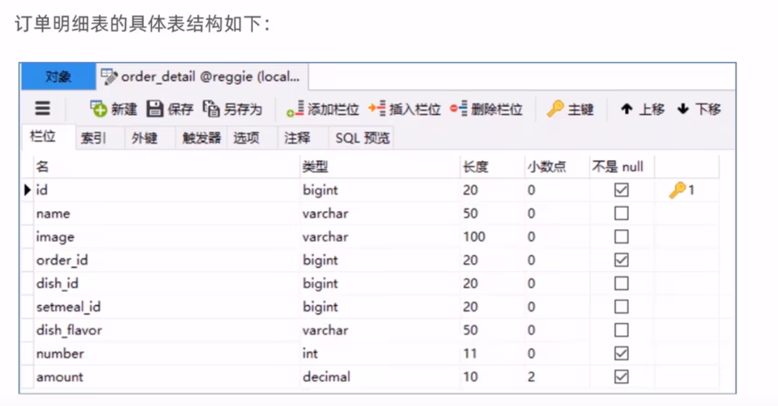 订单明细表的具体表结构如下：
对象 order_detail @reggie (local...
新建 保存 另存为 添加栏位 插入栏位 删除栏位 主键 上移 下移
栏位 索引 外键 触发器 选项 注释 SQL 预览
名 类型 长度 小数点 不是 null
id bigint 20 0 1
name varchar 50 0
image varchar 100 0
order_id bigint 20 0
dish_id bigint 20 0
setmeal_id bigint 20 0
dish_flavor varchar 50 0
number int 11 0
amount decimal 10 2